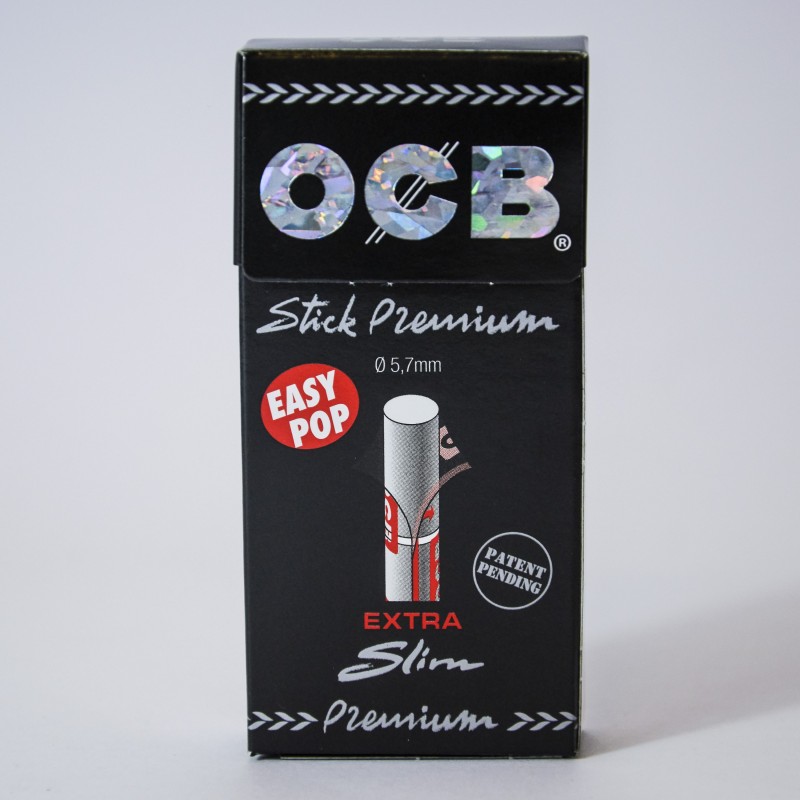 OCB®
Stick Premium
Ø 5,7mm
EASY
POP
PATENT
PENDING
EXTRA
Slim
Premium